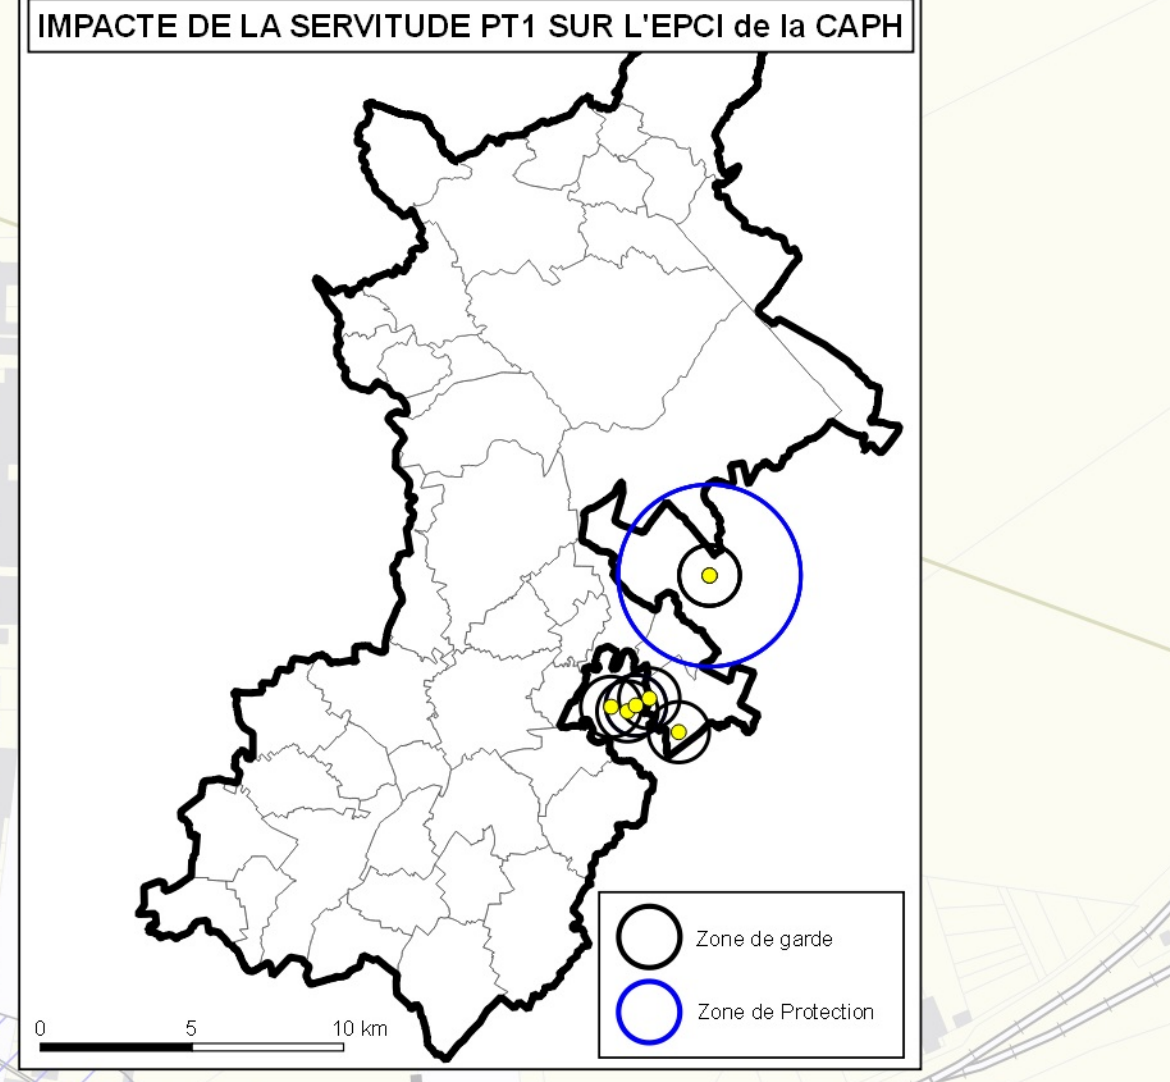 IMPACTE DE LA SERVITUDE PT1 SUR L'EPCI de la CAPH
Zone de garde
Zone de Protection
0 5 10 km